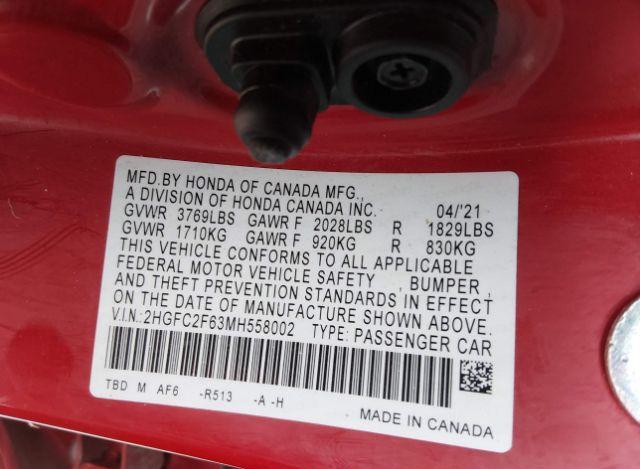 MFD.BY HONDA OF CANADA MFG.,
A DIVISION OF HONDA CANADA INC. 04/'21
GVWR 3769LBS GAWR F 2028LBS R 1829LBS
GVWR 1710KG GAWR F 920KG R 830KG
THIS VEHICLE CONFORMS TO ALL APPLICABLE
FEDERAL MOTOR VEHICLE SAFETY, BUMPER,
AND THEFT PREVENTION STANDARDS IN EFFECT
ON THE DATE OF MANUFACTURE SHOWN ABOVE.
V.I.N.:2HGFC2F63MH558002 TYPE: PASSENGER CAR
TBD M AF6 -R513 -A -H
MADE IN CANADA